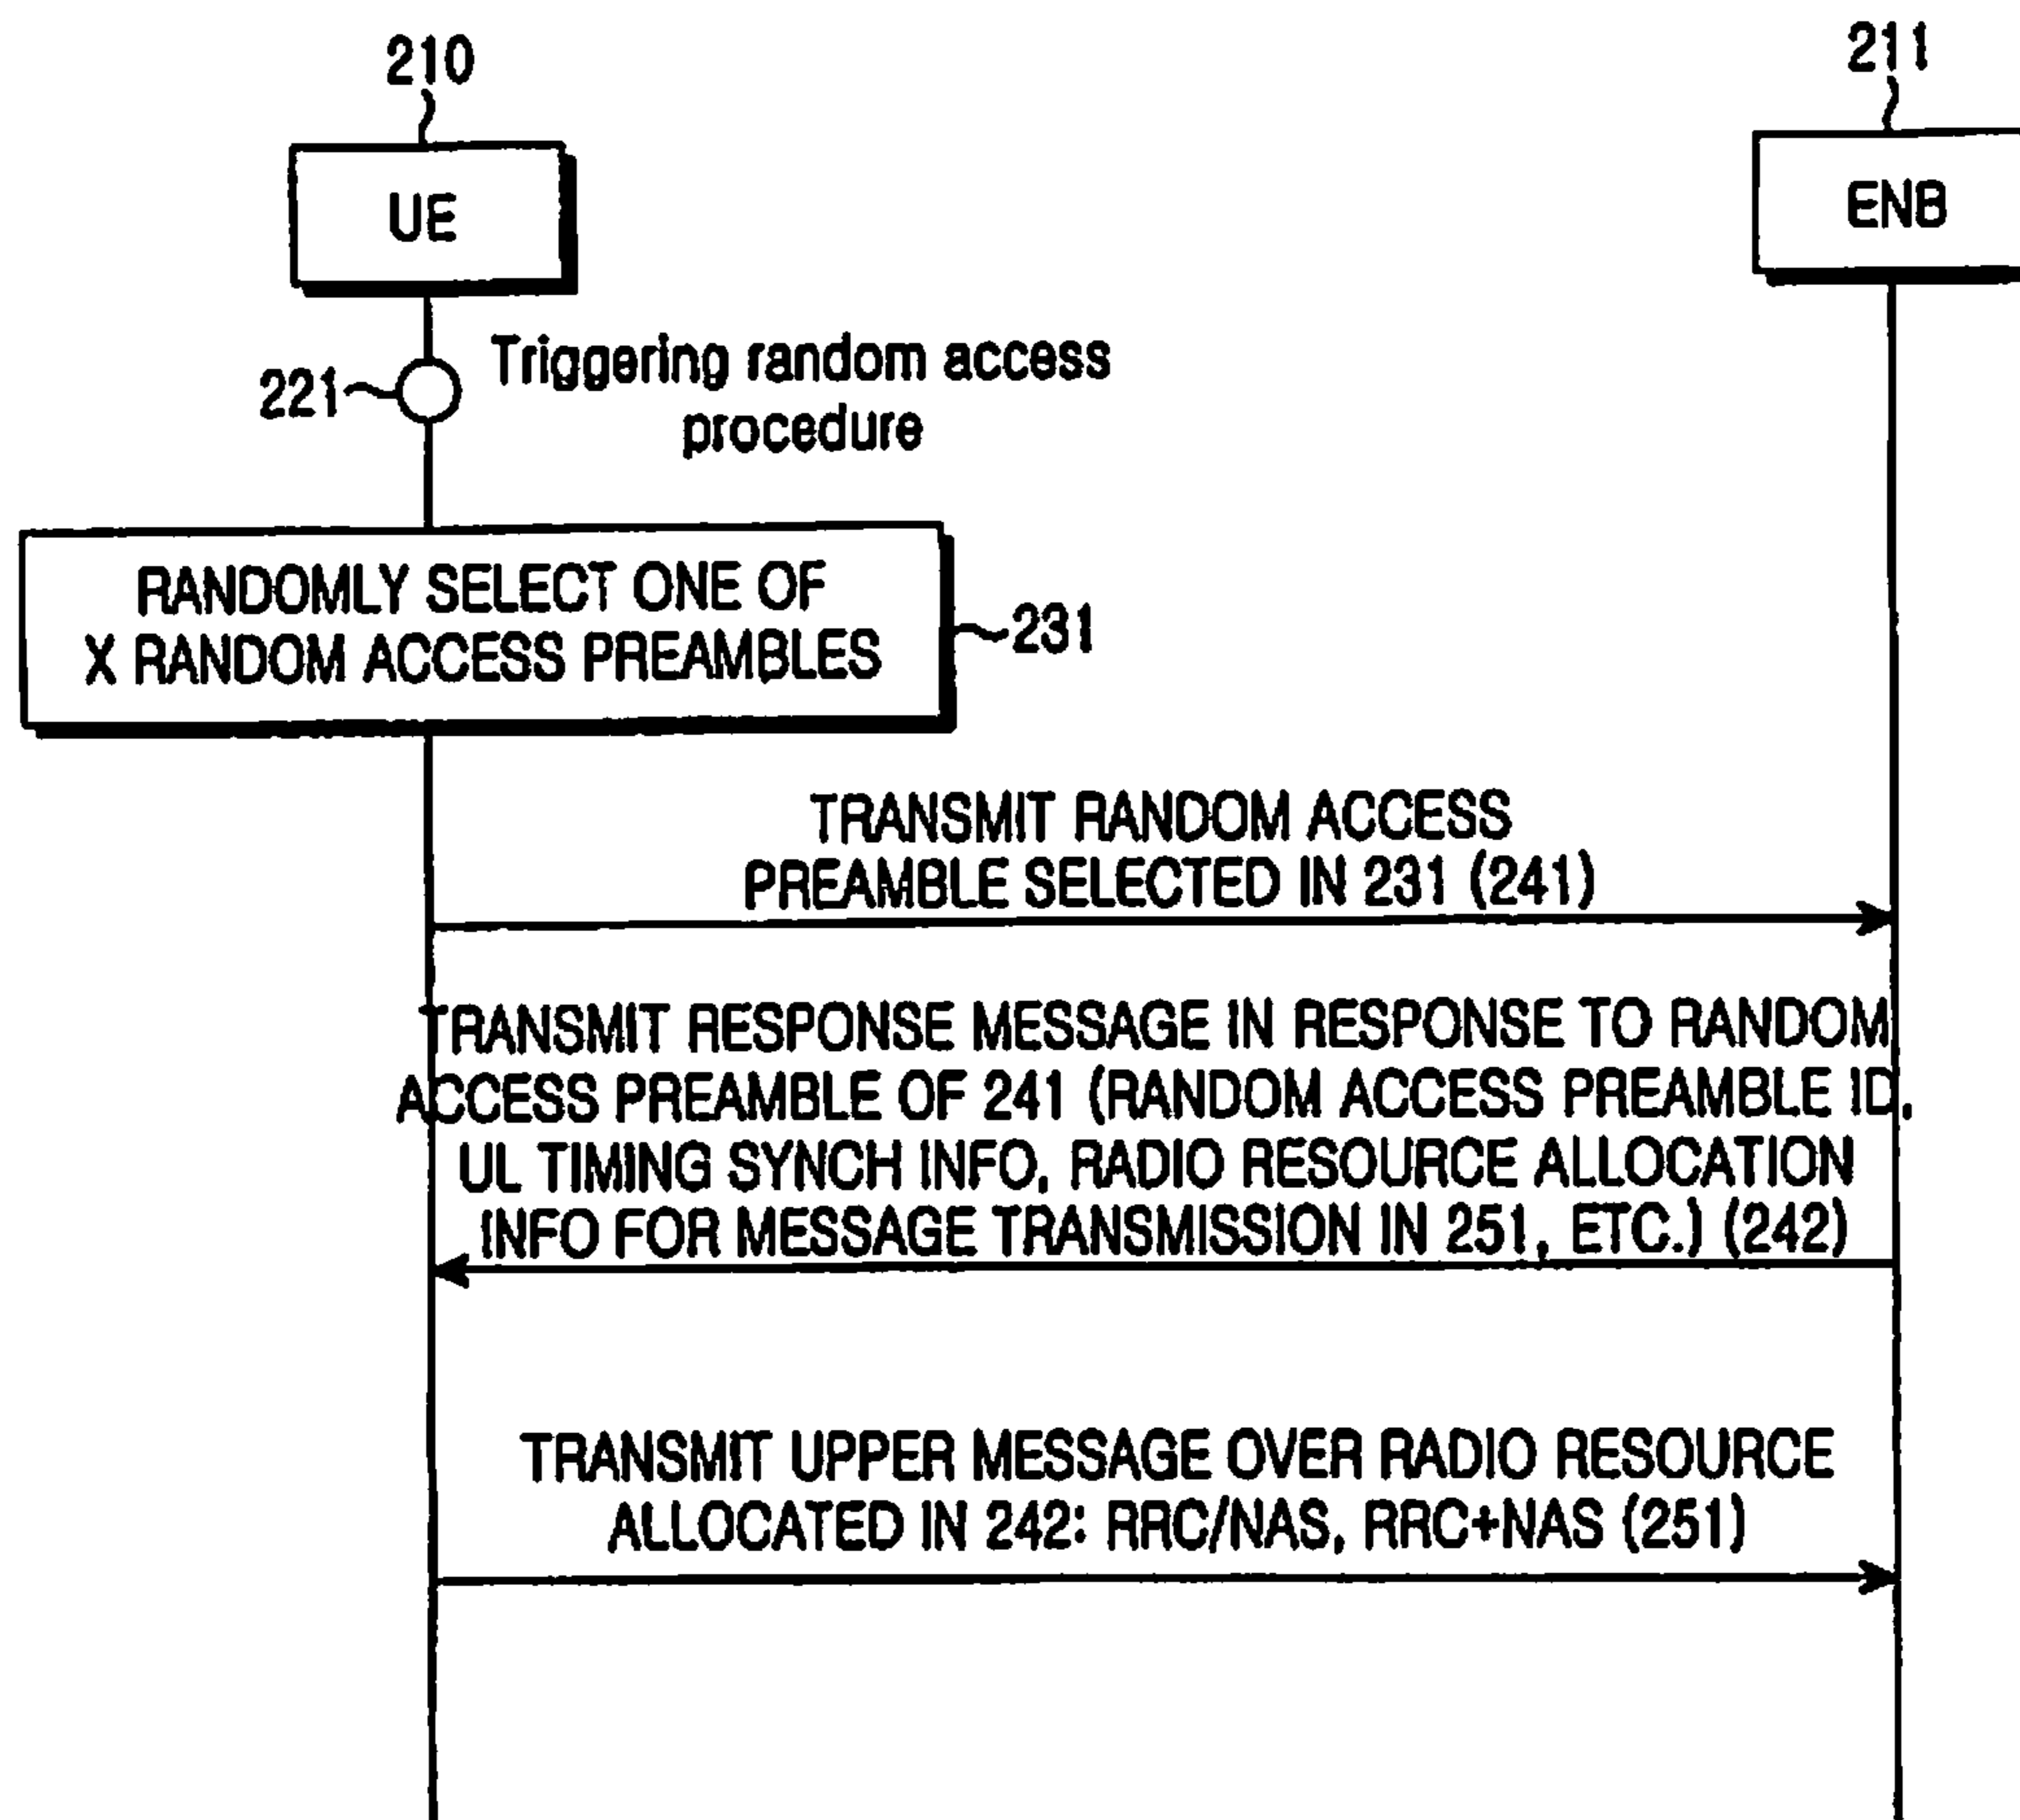 210
211
UE
ENB
221
Triggering random access
procedure
RANDOMLY SELECT ONE OF
X RANDOM ACCESS PREAMBLES
231
TRANSMIT RANDOM ACCESS
PREAMBLE SELECTED IN 231 (241)
TRANSMIT RESPONSE MESSAGE IN RESPONSE TO RANDOM
ACCESS PREAMBLE OF 241 (RANDOM ACCESS PREAMBLE ID,
UL TIMING SYNCH INFO, RADIO RESOURCE ALLOCATION
INFO FOR MESSAGE TRANSMISSION IN 251, ETC.) (242)
TRANSMIT UPPER MESSAGE OVER RADIO RESOURCE
ALLOCATED IN 242: RRC/NAS, RRC+NAS (251)